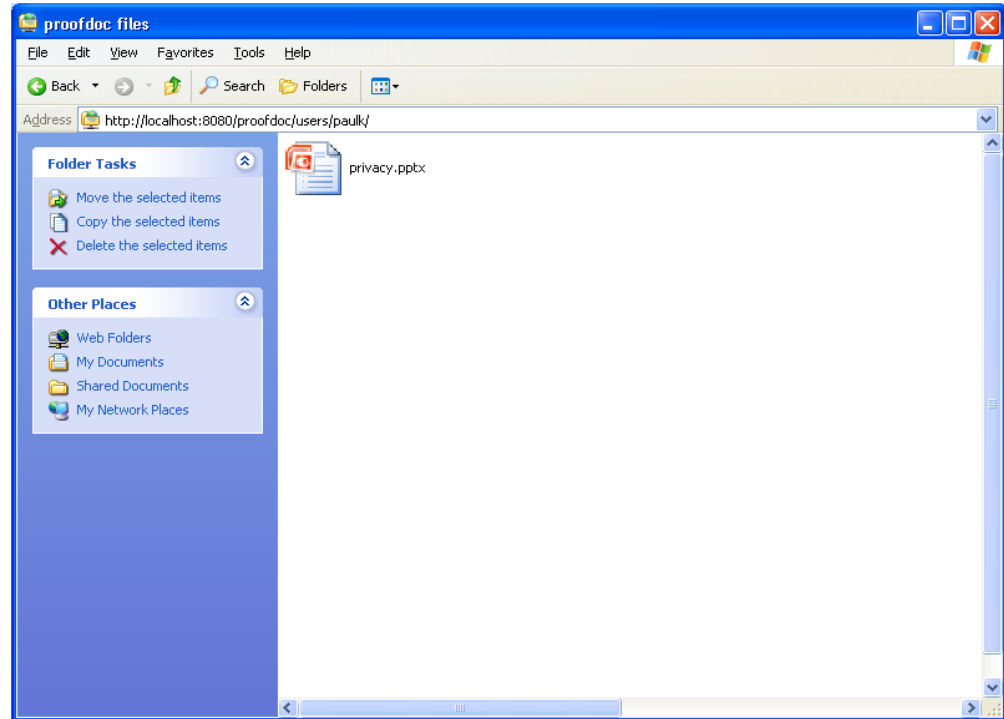 proofdoc files
File Edit View Favorites Tools Help
Back Search Folders
Address http://localhost:8080/proofdoc/users/paulk/
Folder Tasks
Move the selected items
Copy the selected items
Delete the selected items
Other Places
Web Folders
My Documents
Shared Documents
My Network Places
privacy.pptx